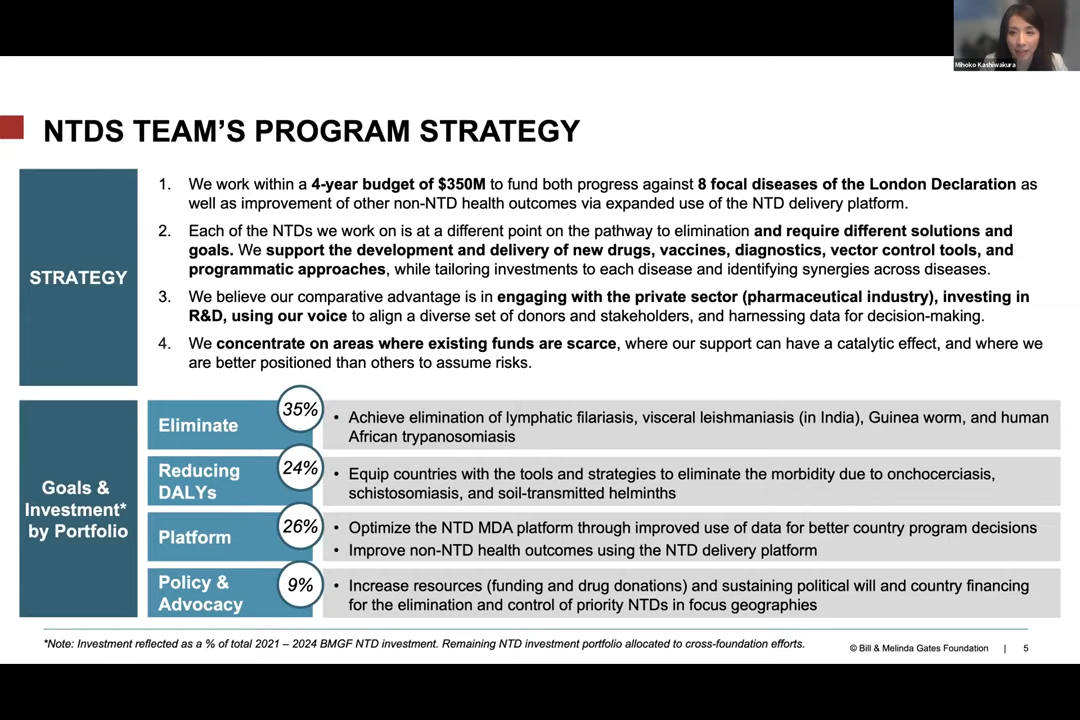 Mihoko Kashiwakura
NTDS TEAM’S PROGRAM STRATEGY
STRATEGY
1. We work within a 4-year budget of $350M to fund both progress against 8 focal diseases of the London Declaration as
well as improvement of other non-NTD health outcomes via expanded use of the NTD delivery platform.
2. Each of the NTDs we work on is at a different point on the pathway to elimination and require different solutions and
goals. We support the development and delivery of new drugs, vaccines, diagnostics, vector control tools, and
programmatic approaches, while tailoring investments to each disease and identifying synergies across diseases.
3. We believe our comparative advantage is in engaging with the private sector (pharmaceutical industry), investing in
R&D, using our voice to align a diverse set of donors and stakeholders, and harnessing data for decision-making.
4. We concentrate on areas where existing funds are scarce, where our support can have a catalytic effect, and where we
are better positioned than others to assume risks.
Goals &
Investment*
by Portfolio
Eliminate
35%
• Achieve elimination of lymphatic filariasis, visceral leishmaniasis (in India), Guinea worm, and human
African trypanosomiasis
Reducing
DALYs
24%
• Equip countries with the tools and strategies to eliminate the morbidity due to onchocerciasis,
schistosomiasis, and soil-transmitted helminths
Platform
26%
• Optimize the NTD MDA platform through improved use of data for better country program decisions
• Improve non-NTD health outcomes using the NTD delivery platform
Policy &
Advocacy
9%
• Increase resources (funding and drug donations) and sustaining political will and country financing
for the elimination and control of priority NTDs in focus geographies
*Note: Investment reflected as a % of total 2021 – 2024 BMGF NTD investment. Remaining NTD investment portfolio allocated to cross-foundation efforts.
© Bill & Melinda Gates Foundation | 5